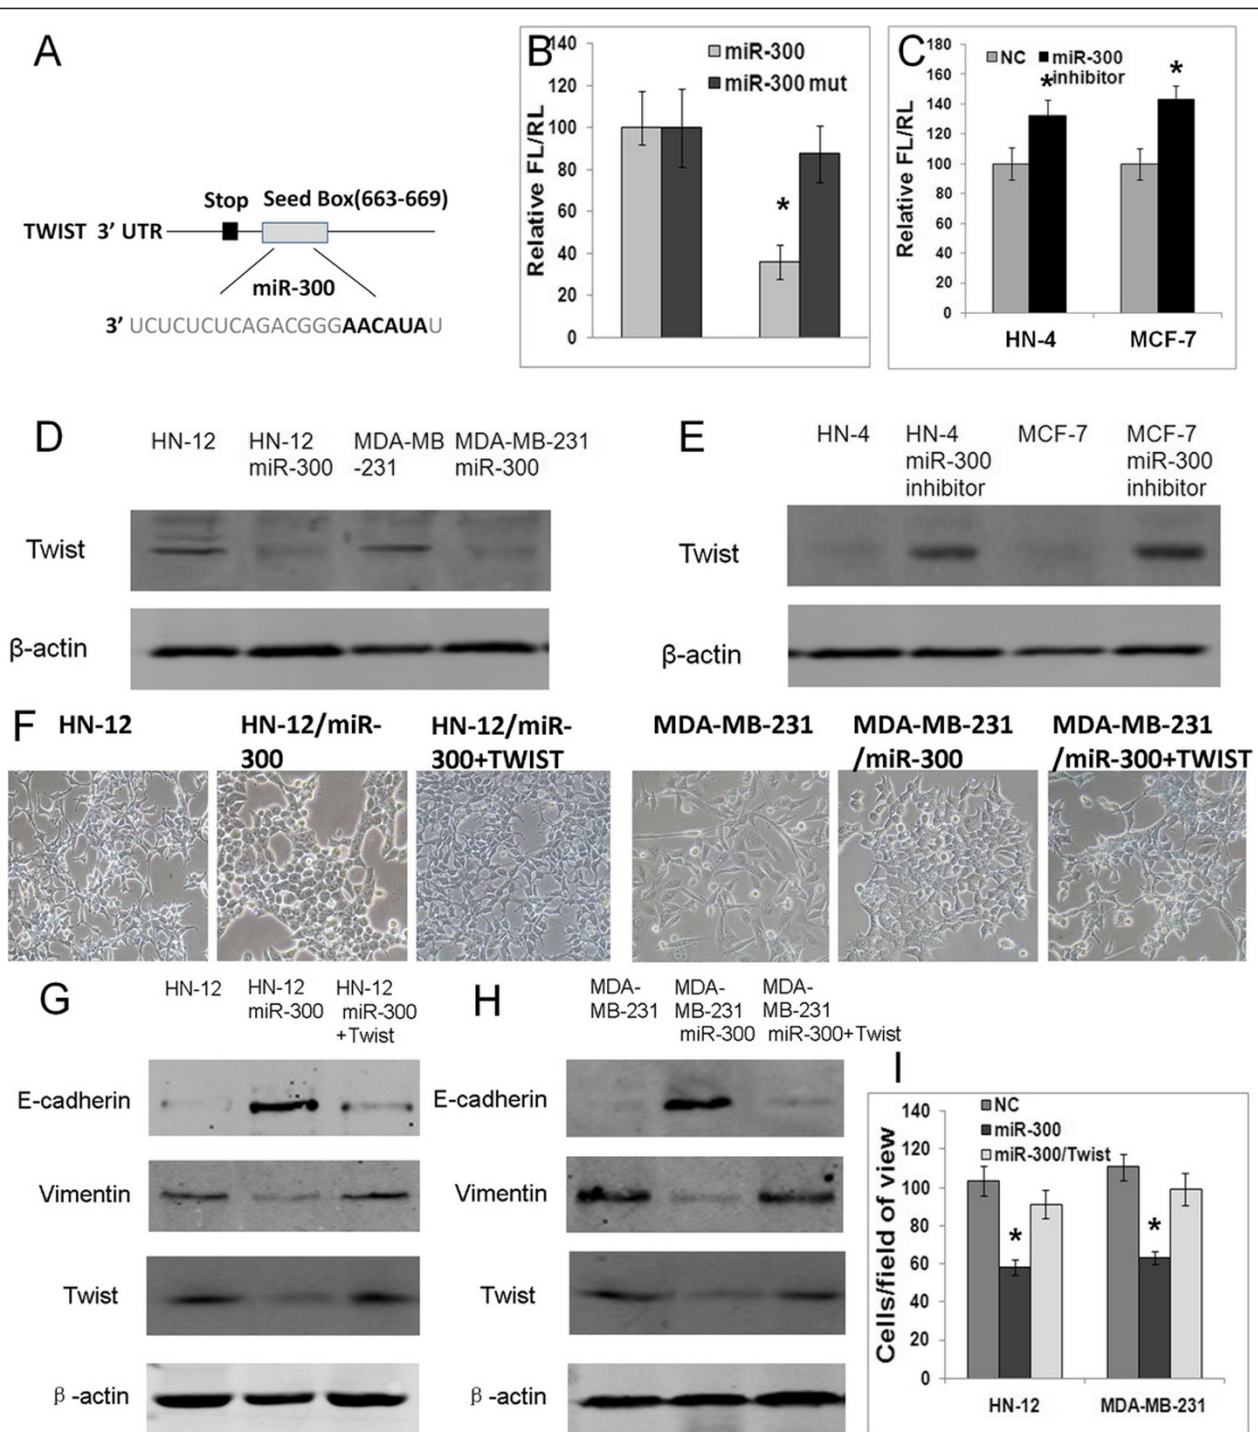 A
Stop Seed Box(663-669)
TWIST 3’ UTR
miR-300
3’ UCUCUCUCAGACGGGAACAUAU
B
Relative FL/RL
140
120
100
80
60
40
20
0
miR-300
miR-300 mut
*
C
Relative FL/RL
180
160
140
120
100
80
60
40
20
0
NC miR-300
inhibitor
* *
HN-4 MCF-7
D
HN-12 HN-12 MDA-MB MDA-MB-231
miR-300 -231 miR-300
Twist
β-actin
E
HN-4 HN-4 MCF-7 MCF-7
miR-300 miR-300
inhibitor inhibitor
Twist
β-actin
F
HN-12 HN-12/miR- HN-12/miR- MDA-MB-231 MDA-MB-231 MDA-MB-231
300 300+TWIST /miR-300 /miR-300+TWIST
G
HN-12 HN-12 HN-12
miR-300 miR-300
+Twist
E-cadherin
Vimentin
Twist
β-actin
H
MDA- MDA- MDA-
MB-231 MB-231 MB-231
miR-300 miR-300+Twist
E-cadherin
Vimentin
Twist
β-actin
I
Cells/field of view
140
120
100
80
60
40
20
0
NC
miR-300
miR-300/Twist
* *
HN-12 MDA-MB-231